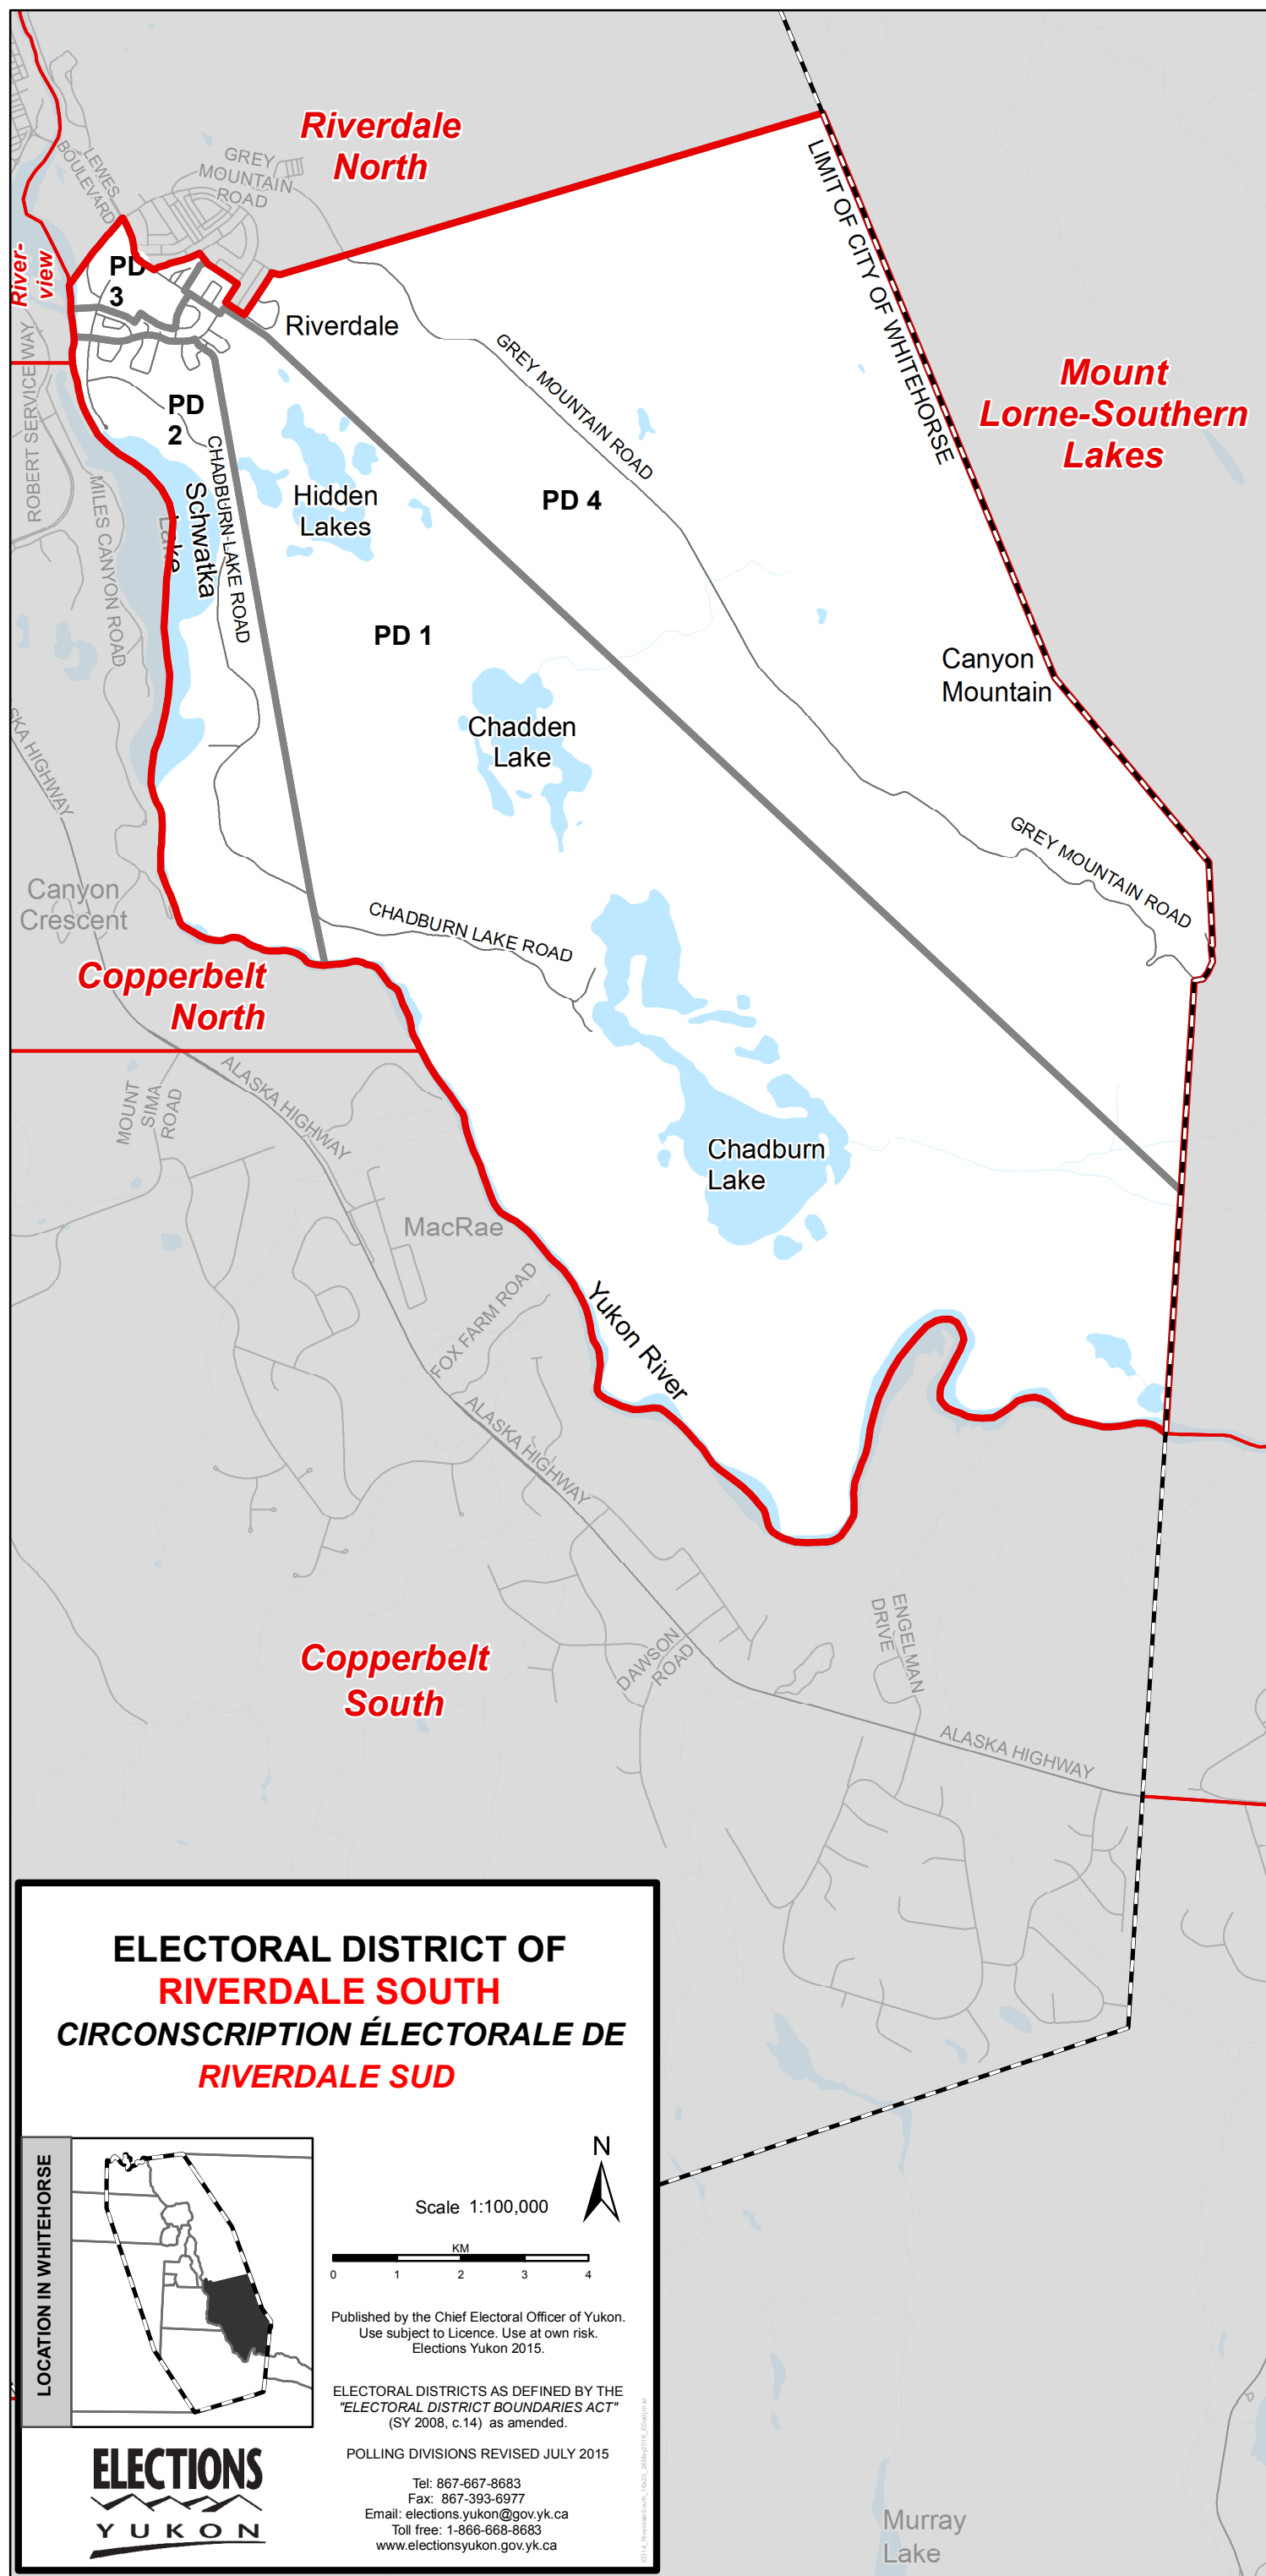 Riverdale
North
LEWES
BOULEVARD
GREY
MOUNTAIN
ROAD
River-
view
PD
3
Riverdale
LIMIT OF CITY OF WHITEHORSE
GREY MOUNTAIN ROAD
Mount
Lorne-Southern
Lakes
ROBERT SERVICE WAY
PD
2
CHADBURN LAKE ROAD
Schwatka
Lake
MILES CANYON ROAD
Hidden
Lakes
PD 4
PD 1
Canyon
Mountain
Chadden
Lake
SKA HIGHWAY
GREY MOUNTAIN ROAD
Canyon
Crescent
CHADBURN LAKE ROAD
Copperbelt
North
MOUNT
SIMA
ROAD
ALASKA HIGHWAY
Chadburn
Lake
MacRae
FOX FARM ROAD
Yukon River
ALASKA HIGHWAY
ENGELMAN
DRIVE
DAWSON
ROAD
Copperbelt
South
ALASKA HIGHWAY
ELECTORAL DISTRICT OF
RIVERDALE SOUTH
CIRCONSCRIPTION ÉLECTORALE DE
RIVERDALE SUD
LOCATION IN WHITEHORSE
N
Scale 1:100,000
KM
0 1 2 3 4
Published by the Chief Electoral Officer of Yukon.
Use subject to Licence. Use at own risk.
Elections Yukon 2015.
ELECTORAL DISTRICTS AS DEFINED BY THE
"ELECTORAL DISTRICT BOUNDARIES ACT"
(SY 2008, c.14) as amended.
POLLING DIVISIONS REVISED JULY 2015
Tel: 867-667-8683
Fax: 867-393-6977
Email: elections.yukon@gov.yk.ca
Toll free: 1-866-668-8683
www.electionsyukon.gov.yk.ca
ELECTIONS
YUKON
Murray
Lake